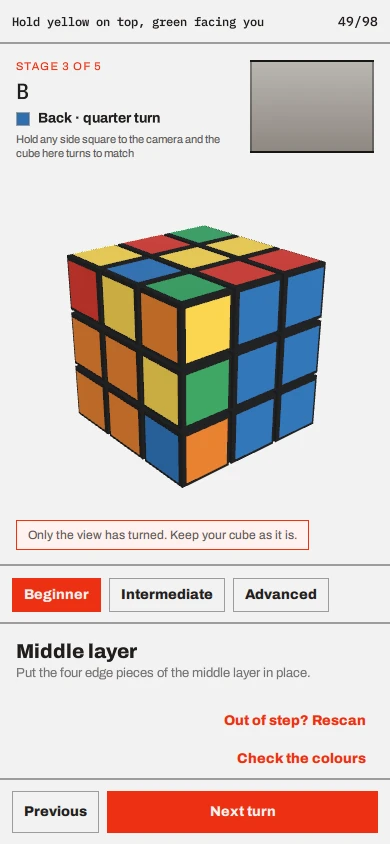 Hold yellow on top, green facing you
49/98
STAGE 3 OF 5
B
Back · quarter turn
Hold any side square to the camera and the
cube here turns to match
Only the view has turned. Keep your cube as it is.
Beginner
Intermediate
Advanced
Middle layer
Put the four edge pieces of the middle layer in place.
Out of step? Rescan
Check the colours
Previous
Next turn